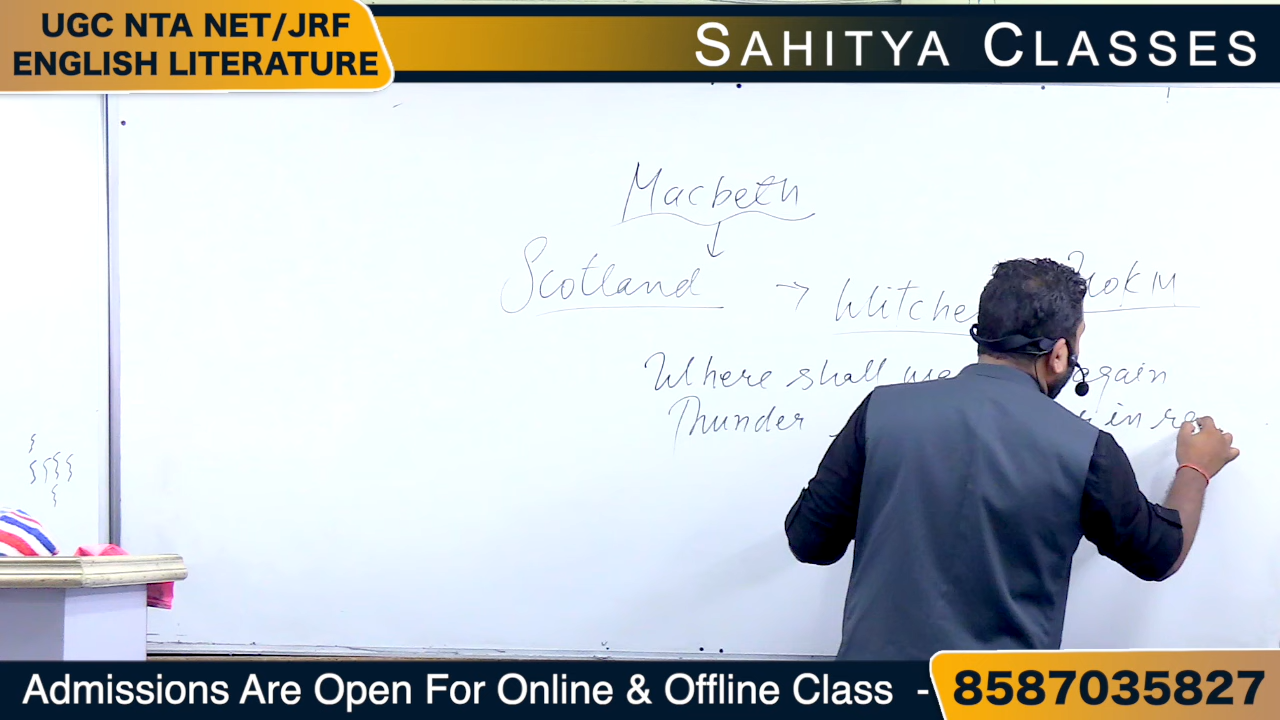 UGC NTA NET/JRF
ENGLISH LITERATURE
SAHITYA CLASSES
Macbeth
Scotland → Witche
Where shall again
Thunder in
Admissions Are Open For Online & Offline Class - 8587035827